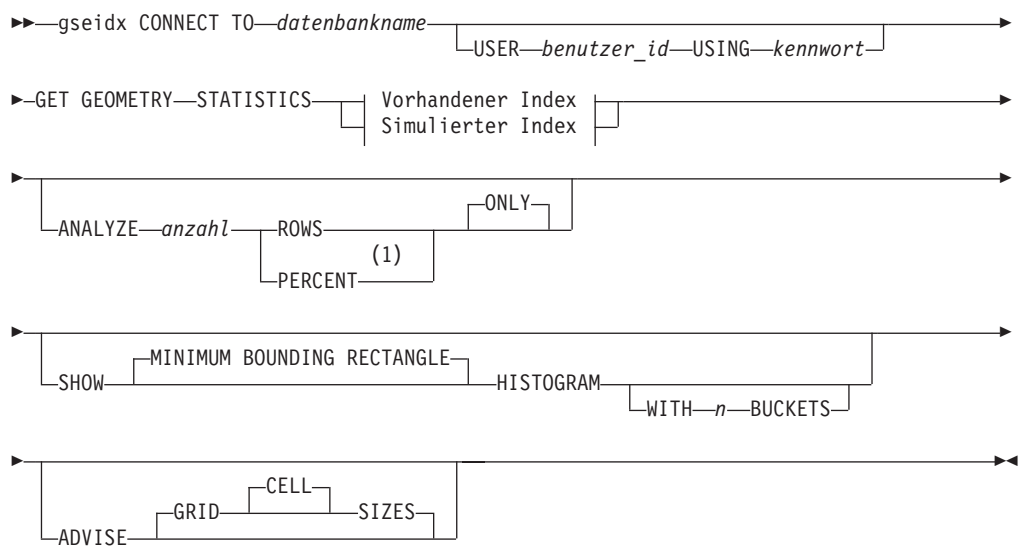 gseidx CONNECT TO datenbankname
USER benutzer_id USING kennwort
GET GEOMETRY STATISTICS Vorhandener Index
Simulierter Index
ONLY
ANALYZE anzahl ROWS
(1)
PERCENT
MINIMUM BOUNDING RECTANGLE
SHOW HISTOGRAM
WITH n BUCKETS
CELL
GRID SIZES
ADVISE